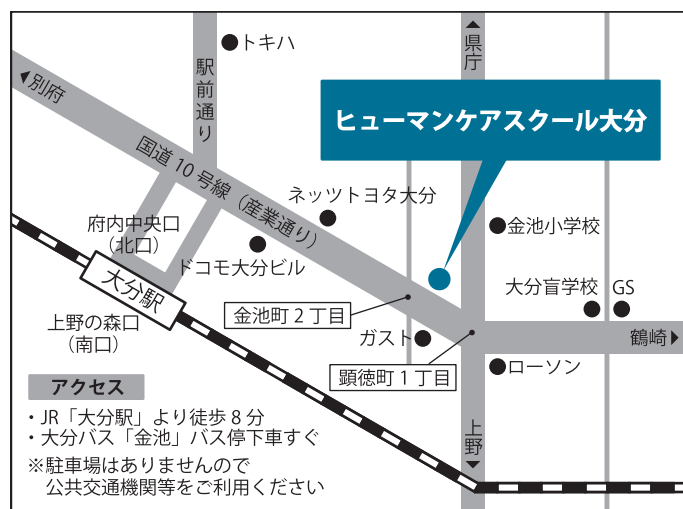 トキハ
▲県庁
駅前通り
◀別府
ヒューマンケアスクール大分
国道10号線（産業通り）
ネッツトヨタ大分
府内中央口
（北口）
金池小学校
ドコモ大分ビル
大分駅
大分盲学校
GS
金池町2丁目
上野の森口
（南口）
ガスト
鶴崎▶
顕徳町1丁目
ローソン
上野▼
アクセス
・JR「大分駅」より徒歩8分
・大分バス「金池」バス停下車すぐ
※駐車場はありませんので
公共交通機関等をご利用ください